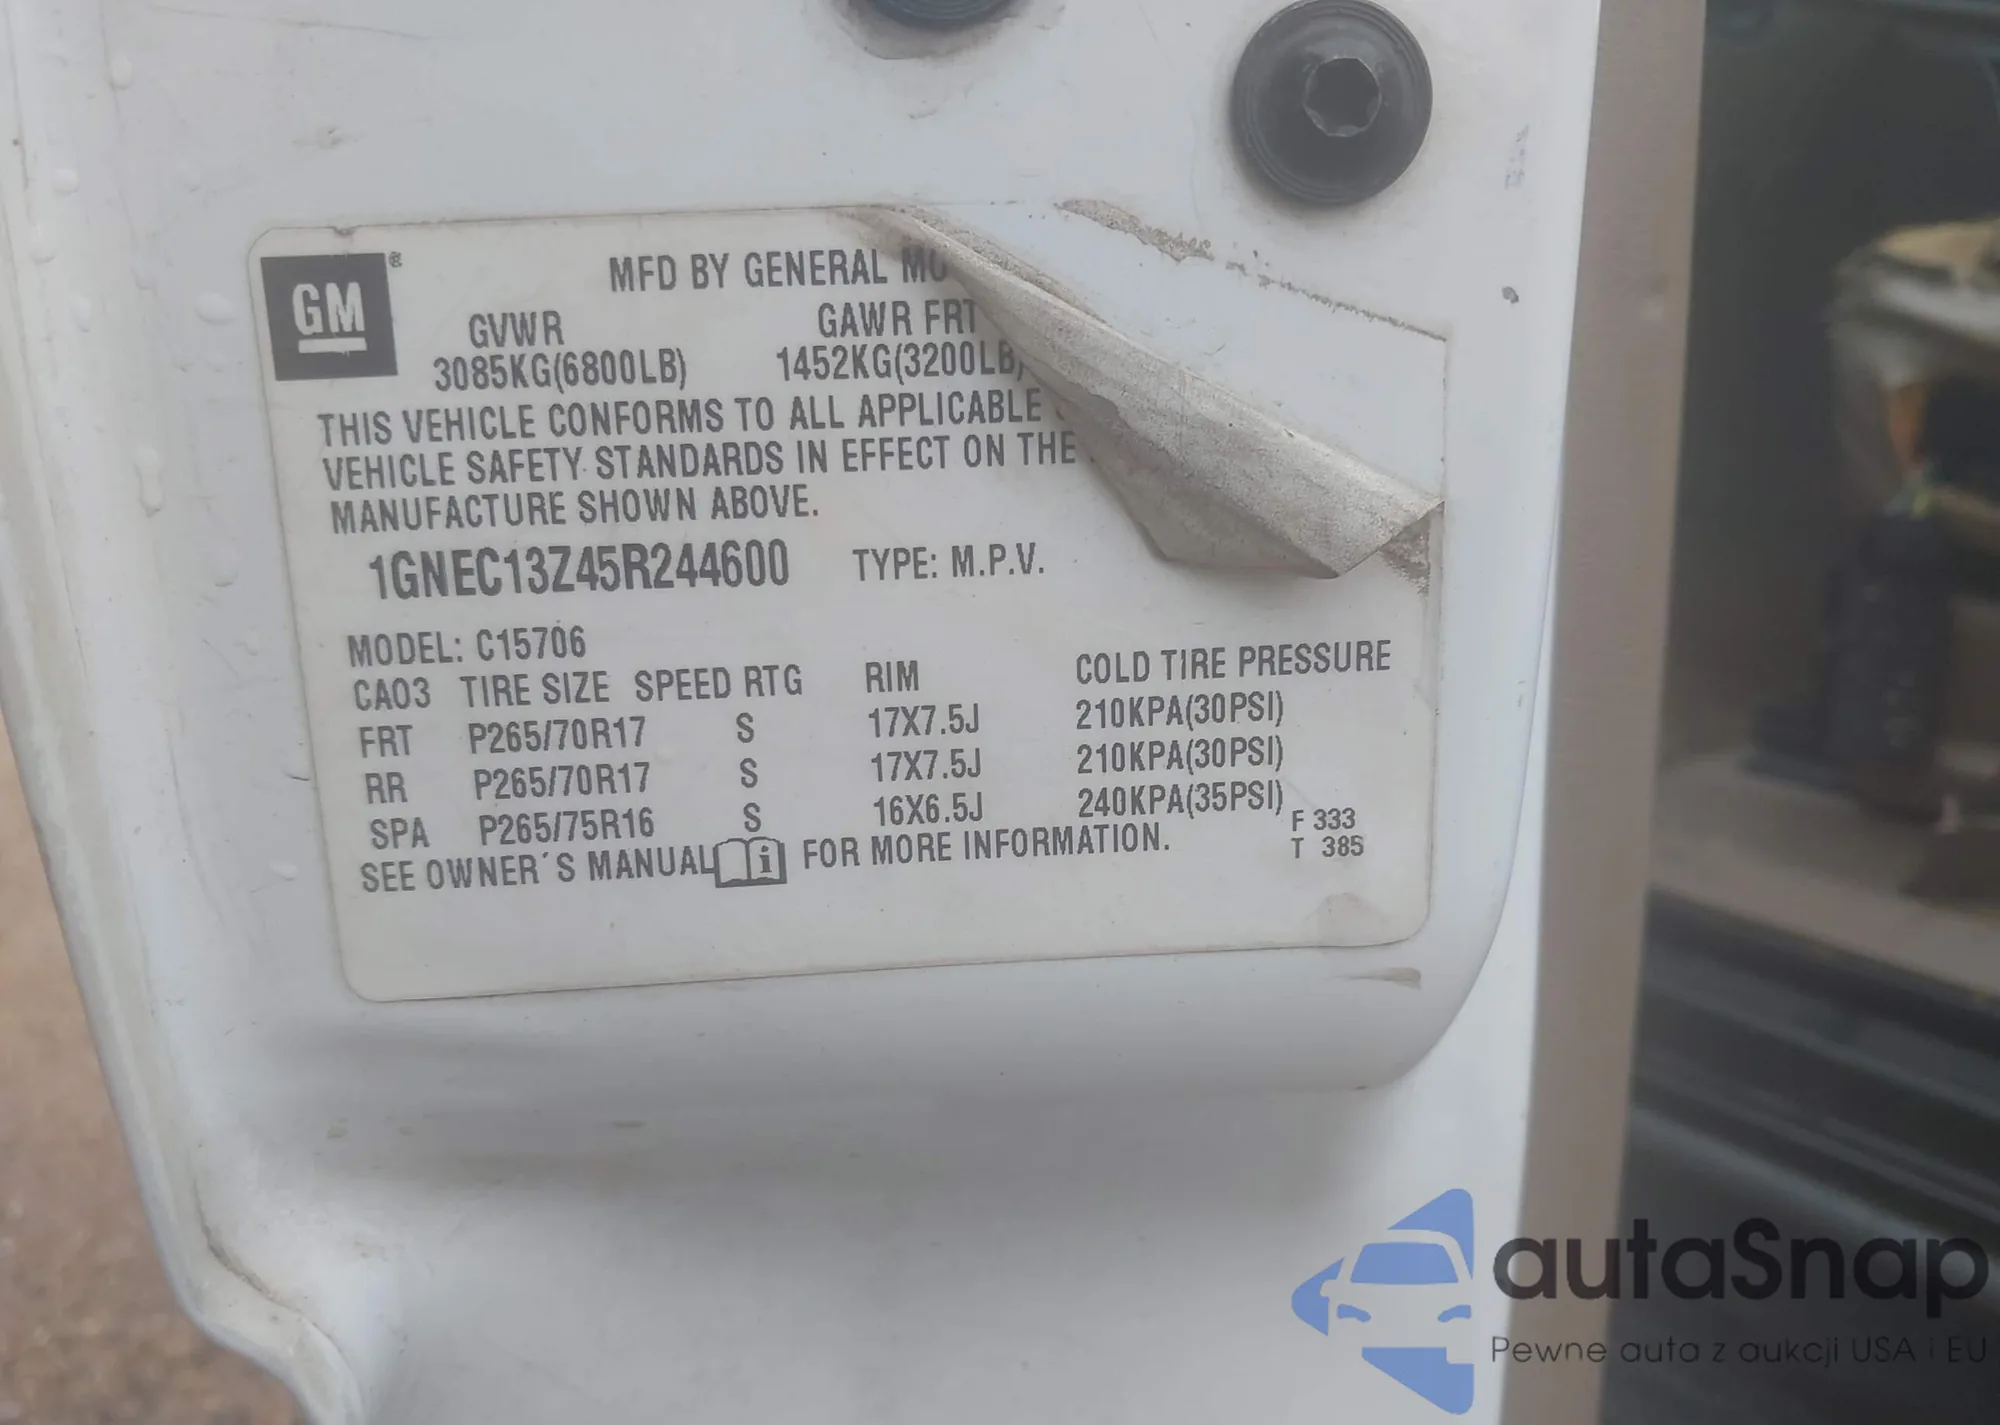 GM®
MFD BY GENERAL MO
GVWR GAWR FRT
3085KG(6800LB) 1452KG(3200LB)
THIS VEHICLE CONFORMS TO ALL APPLICABLE
VEHICLE SAFETY STANDARDS IN EFFECT ON THE
MANUFACTURE SHOWN ABOVE.
1GNEC13Z45R244600 TYPE: M.P.V.
MODEL: C15706
CA03 TIRE SIZE SPEED RTG RIM COLD TIRE PRESSURE
FRT P265/70R17 S 17X7.5J 210KPA(30PSI)
RR P265/70R17 S 17X7.5J 210KPA(30PSI)
SPA P265/75R16 S 16X6.5J 240KPA(35PSI)
F 333
SEE OWNER´S MANUAL i FOR MORE INFORMATION.
T 385
autaSnap
Pewne auta z aukcji USA i EU